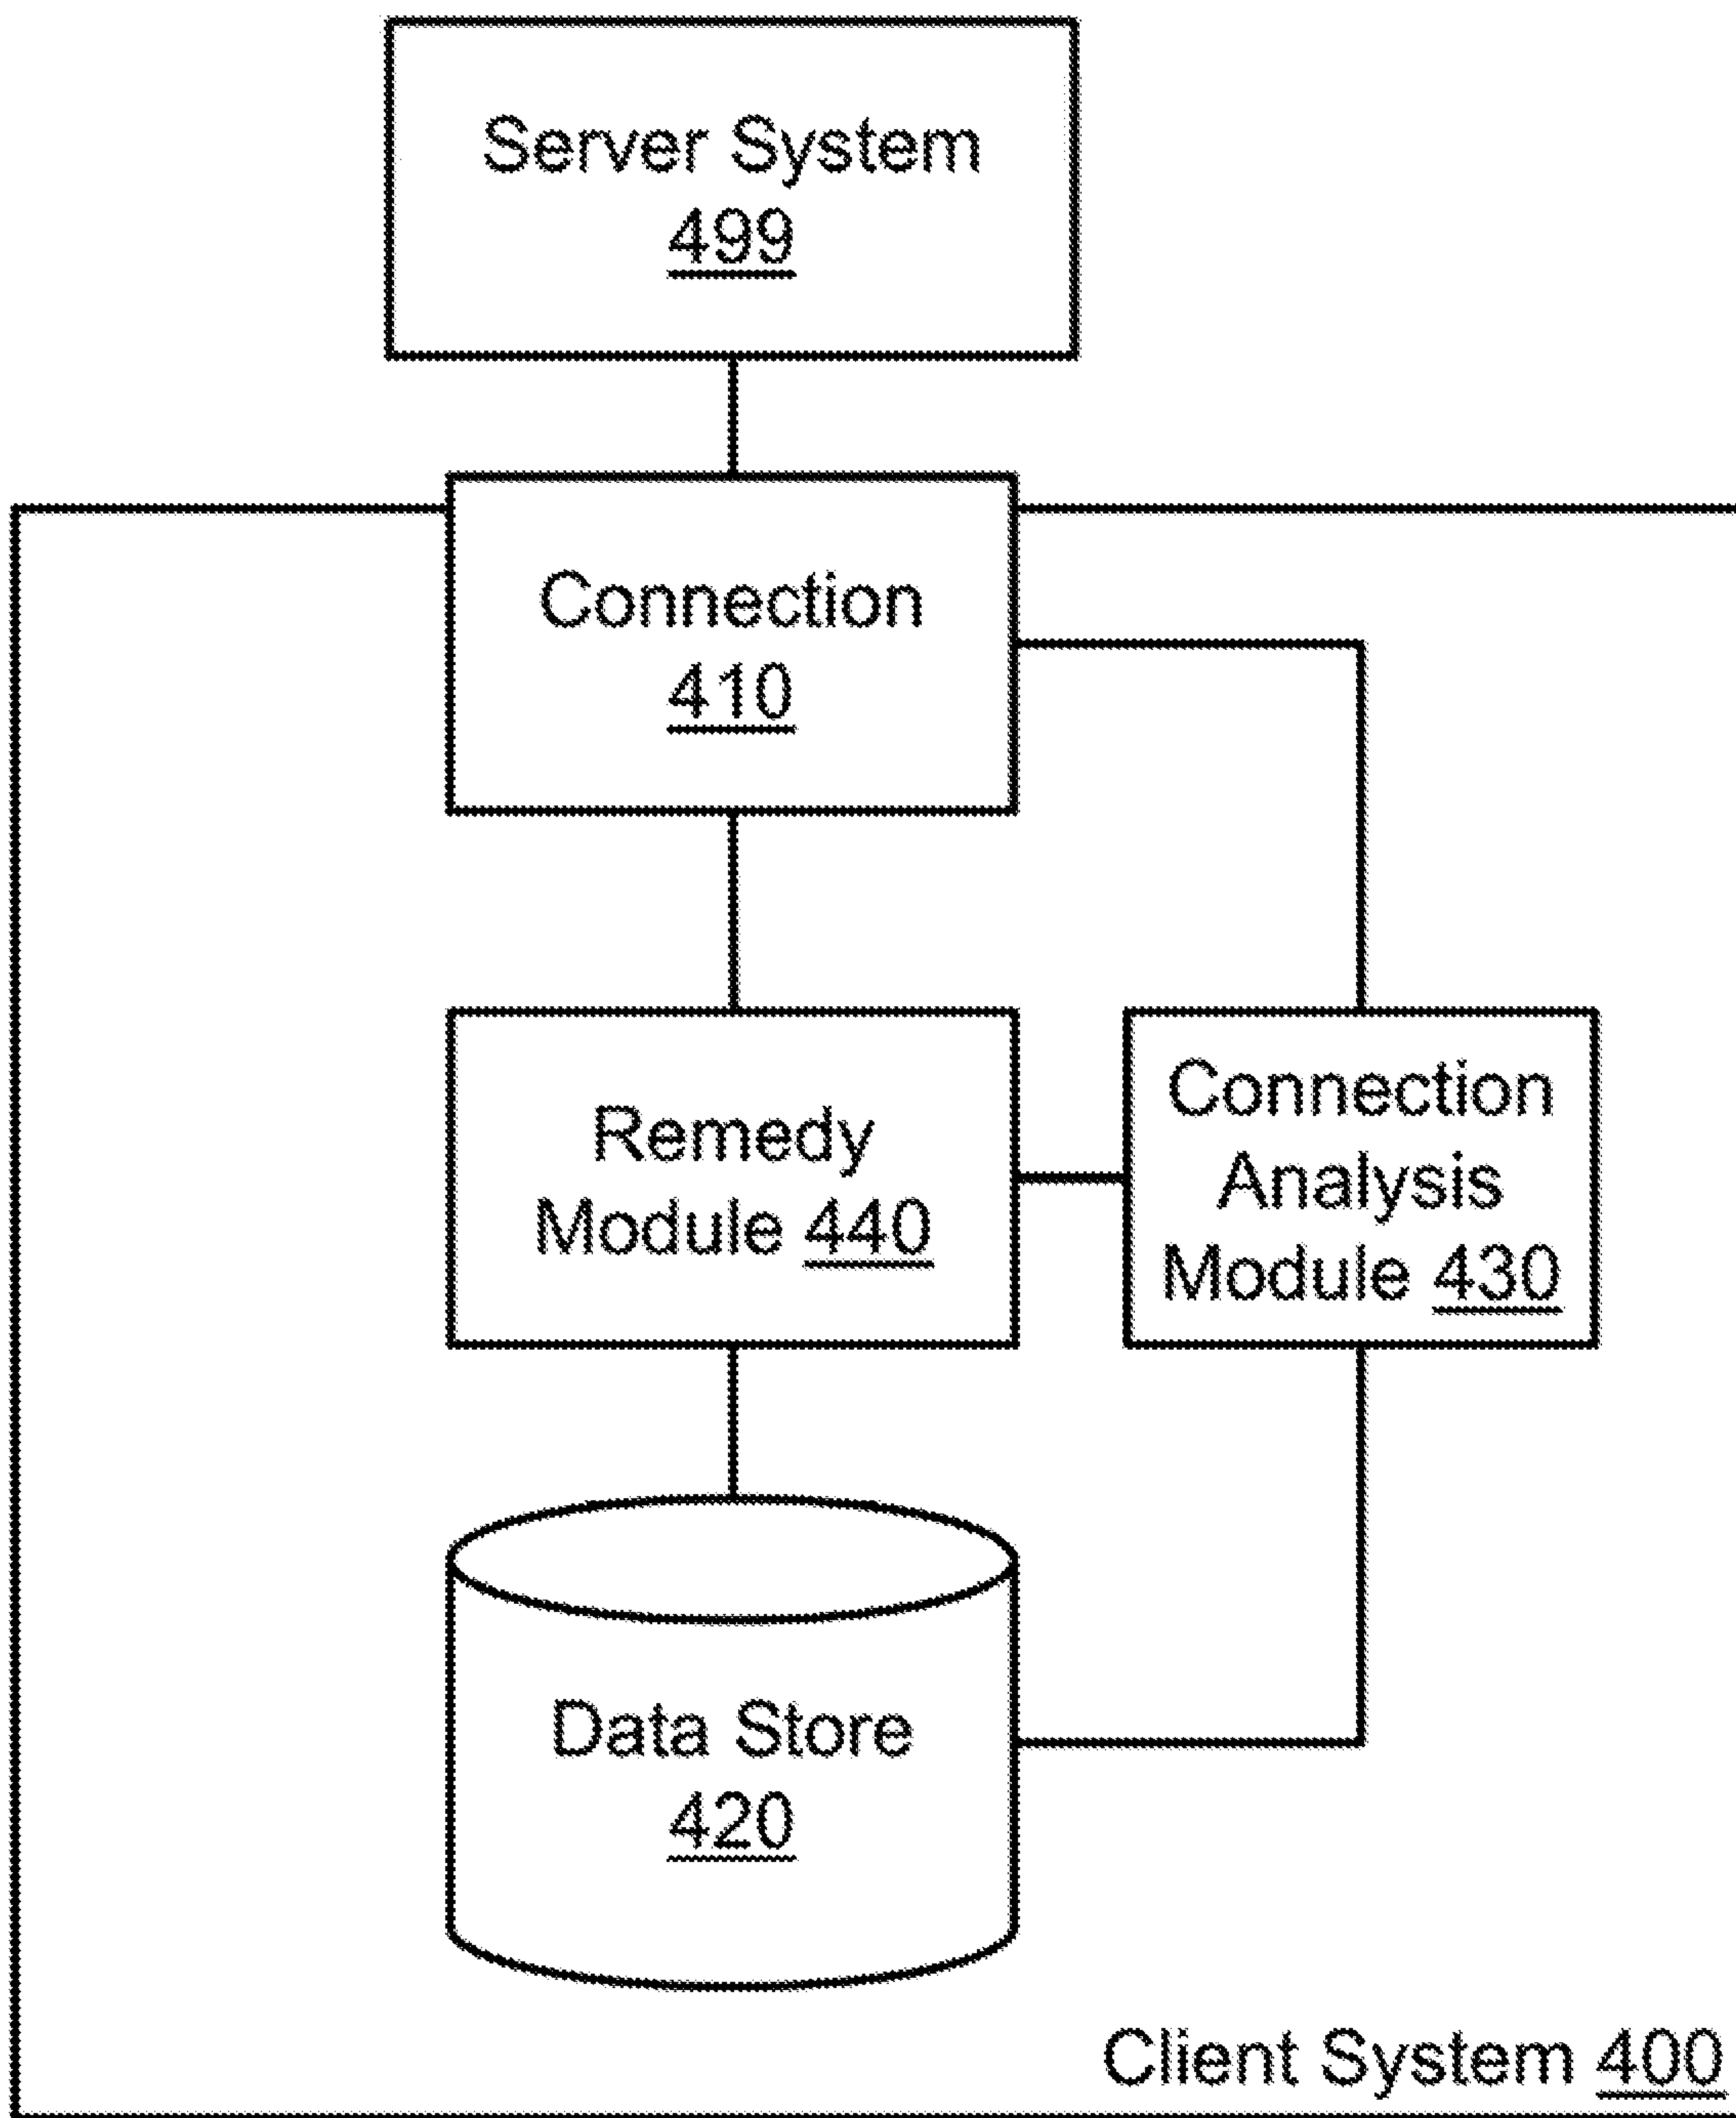 Server System
499
Connection
410
Remedy
Module 440
Connection
Analysis
Module 430
Data Store
420
Client System 400